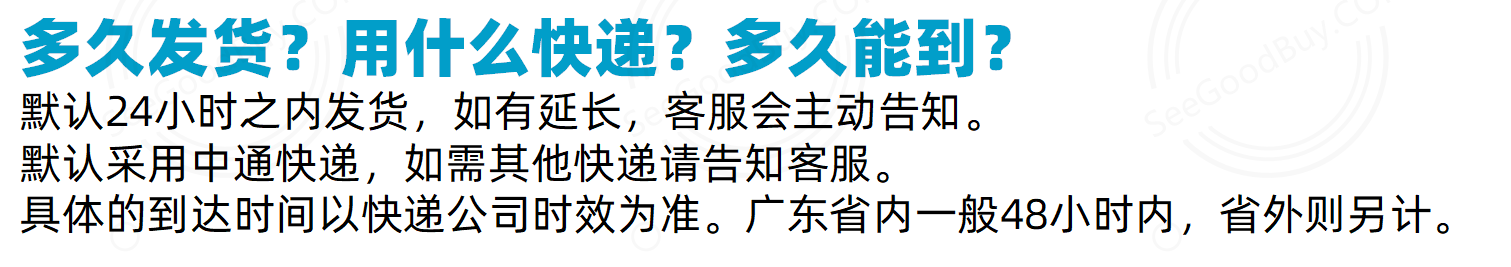 多久发货？用什么快递？多久能到？
默认24小时之内发货，如有延长，客服会主动告知。
默认采用中通快递，如需其他快递请告知客服。
具体的到达时间以快递公司时效为准。广东省内一般48小时内，省外则另计。
SeeGoodBuy.COM